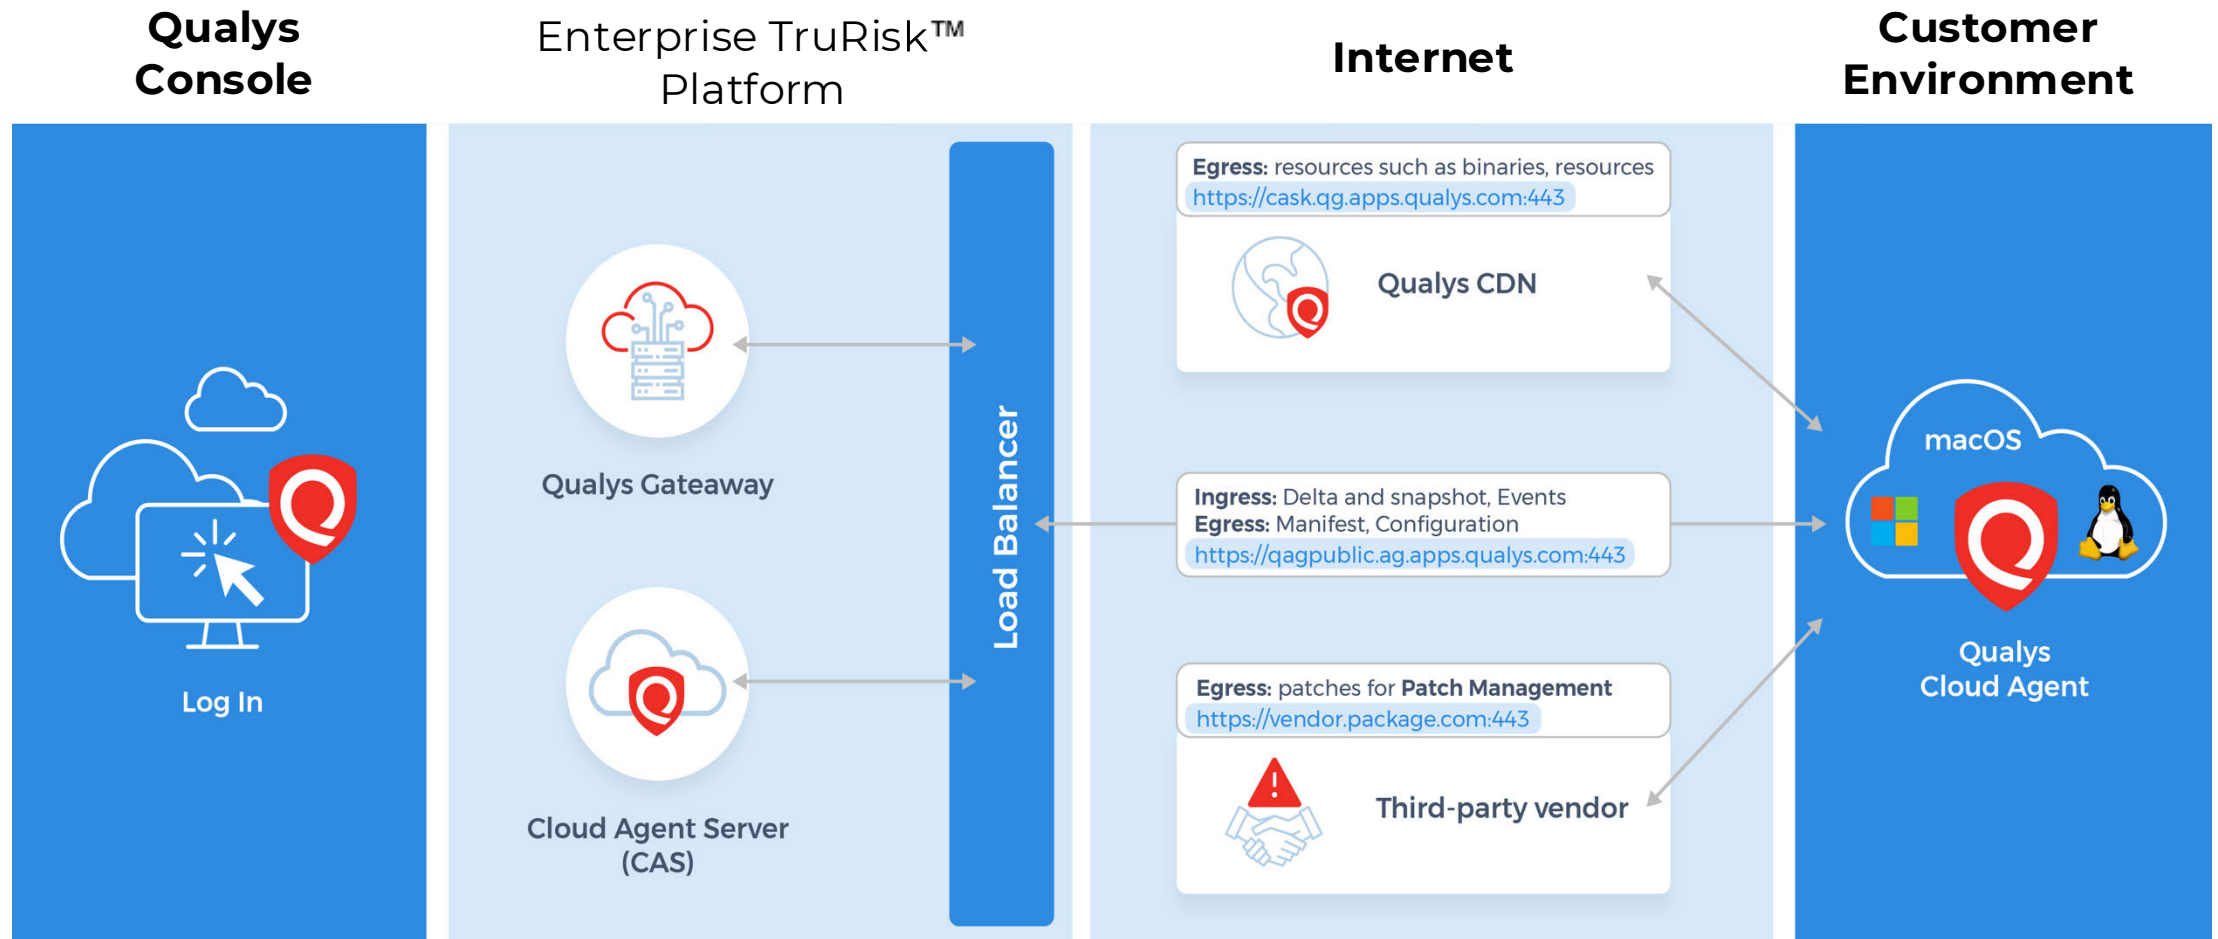 Qualys
Console
Enterprise TruRisk™
Platform
Internet
Customer
Environment
Log In
Qualys Gateaway
Cloud Agent Server
(CAS)
Load Balancer
Egress: resources such as binaries, resources
https://cask.qg.apps.qualys.com:443
Qualys CDN
Ingress: Delta and snapshot, Events
Egress: Manifest, Configuration
https://qagpublic.ag.apps.qualys.com:443
Egress: patches for Patch Management
https://vendor.package.com:443
Third-party vendor
macOS
Qualys
Cloud Agent